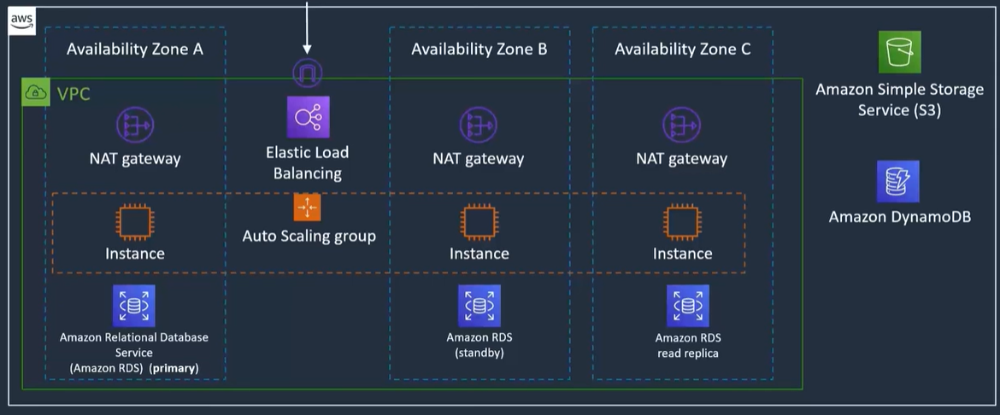 aws
Availability Zone A
Availability Zone B
Availability Zone C
VPC
Amazon Simple Storage
Service (S3)
NAT gateway
Elastic Load
Balancing
NAT gateway
NAT gateway
Amazon DynamoDB
Instance
Auto Scaling group
Instance
Instance
Amazon Relational Database
Service
(Amazon RDS) (primary)
Amazon RDS
(standby)
Amazon RDS
read replica